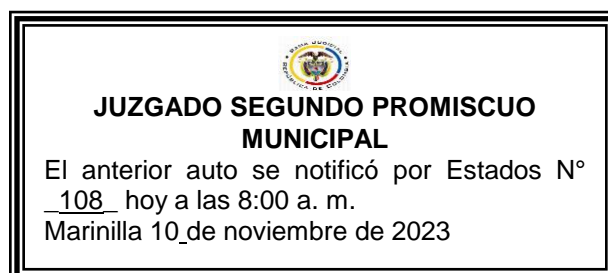 JUZGADO SEGUNDO PROMISCUO
MUNICIPAL
El anterior auto se notificó por Estados N°
_108_ hoy a las 8:00 a. m.
Marinilla 10 de noviembre de 2023